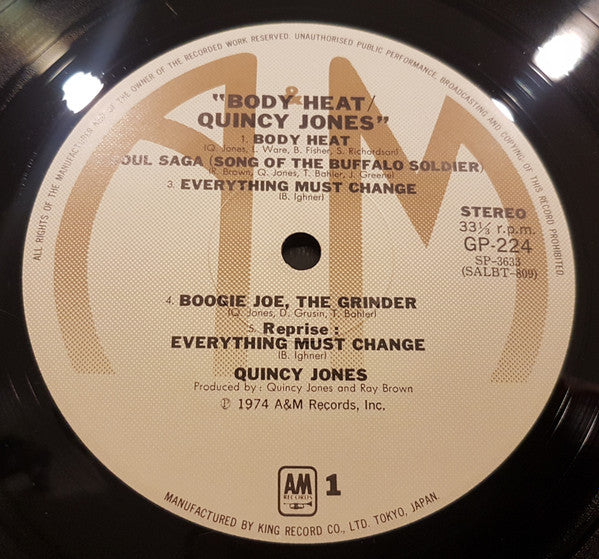 ALL RIGHTS OF THE MANUFACTURER AND OF THE OWNER OF THE RECORDED WORK RESERVED. UNAUTHORISED PUBLIC PERFORMANCE, BROADCASTING AND COPYING OF THIS RECORD PROHIBITED
A&M
"BODY HEAT/
QUINCY JONES"
1. BODY HEAT
(Q. Jones, L. Ware, B. Fisher, S. Richardson)
OUL SAGA (SONG OF THE BUFFALO SOLDIER)
(R. Brown, Q. Jones, T. Bahler, J. Greene)
3. EVERYTHING MUST CHANGE
(B. Ighner)
STEREO
33⅓ r.p.m.
GP-224
SP-3633
(SALBT-809)
4. BOOGIE JOE, THE GRINDER
(Q. Jones, D. Grusin, T. Bahler)
5. Reprise:
EVERYTHING MUST CHANGE
(B. Ighner)
QUINCY JONES
Produced by: Quincy Jones and Ray Brown
Ⓟ 1974 A&M Records, Inc.
AM
RECORDS
1
MANUFACTURED BY KING RECORD CO., LTD. TOKYO, JAPAN.